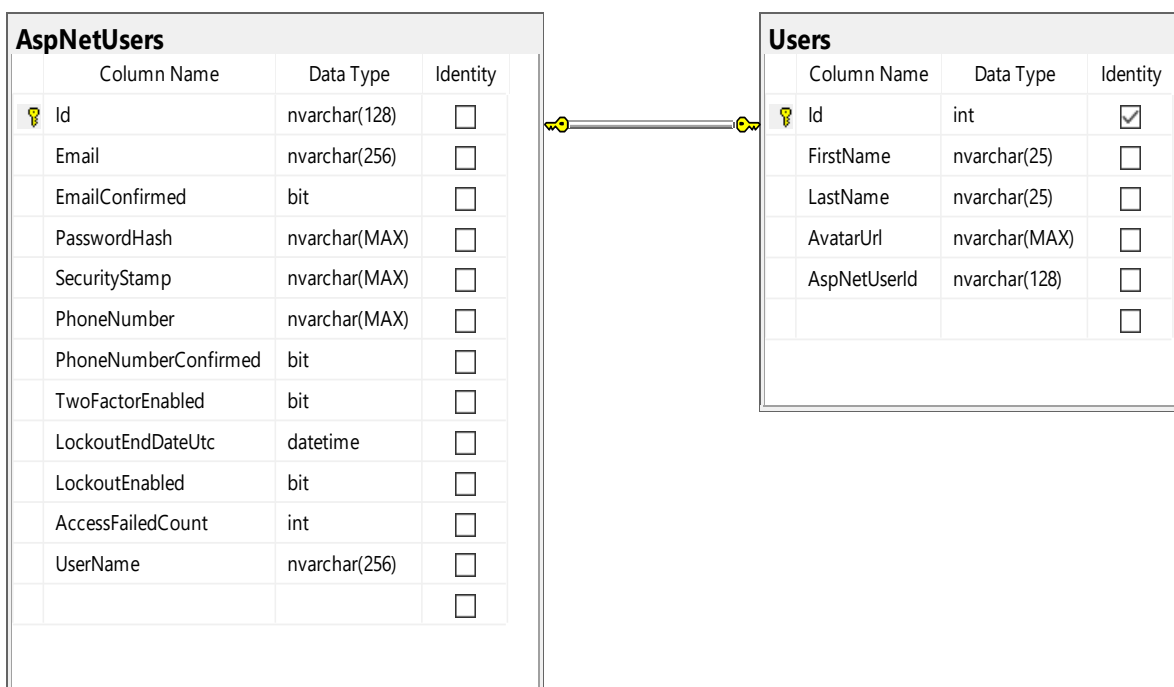 AspNetUsers
Column Name Data Type Identity
Id nvarchar(128)
Email nvarchar(256)
EmailConfirmed bit
PasswordHash nvarchar(MAX)
SecurityStamp nvarchar(MAX)
PhoneNumber nvarchar(MAX)
PhoneNumberConfirmed bit
TwoFactorEnabled bit
LockoutEndDateUtc datetime
LockoutEnabled bit
AccessFailedCount int
UserName nvarchar(256)
Users
Column Name Data Type Identity
Id int
FirstName nvarchar(25)
LastName nvarchar(25)
AvatarUrl nvarchar(MAX)
AspNetUserId nvarchar(128)